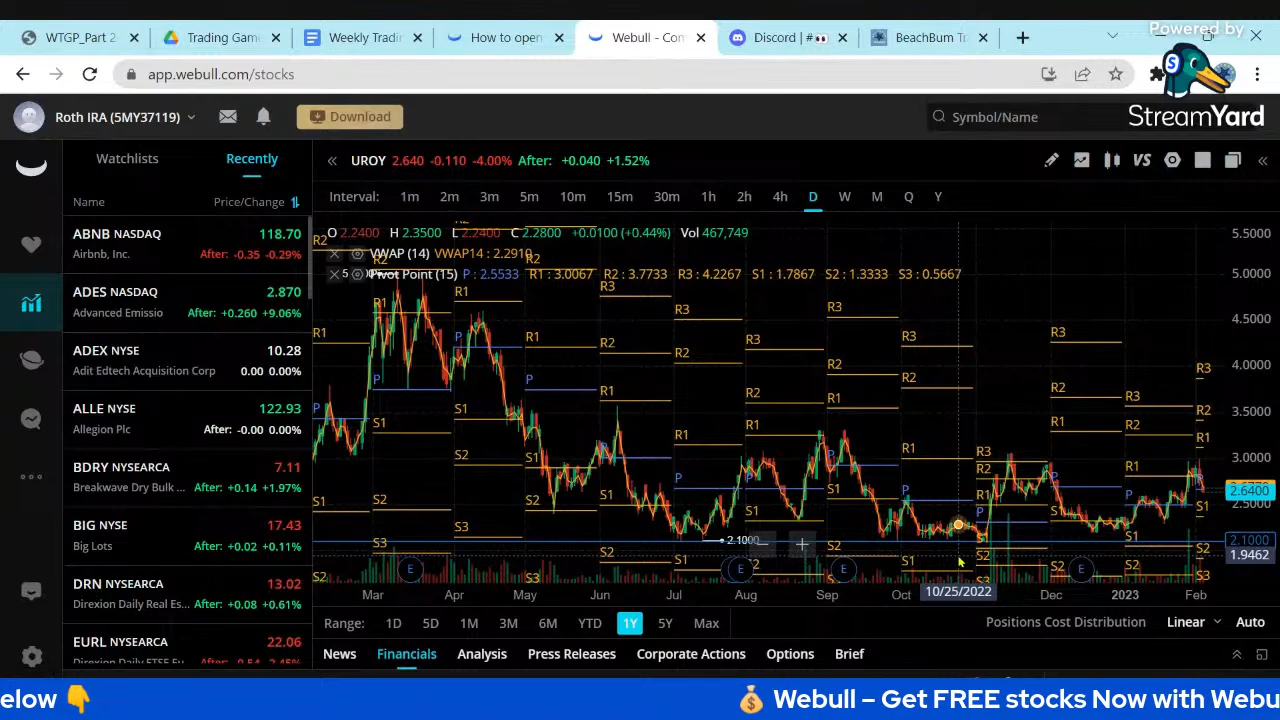 Powered by
StreamYard
WTGP_Part 2
Trading Gam
Weekly Tradi
How to open
Webull - Con
Discord | #👀
BeachBum Tr
app.webull.com/stocks
Roth IRA (5MY37119)
Download
Symbol/Name
Watchlists
Recently
UROY 2.640 -0.110 -4.00% After: +0.040 +1.52%
VS
Interval: 1m 2m 3m 5m 10m 15m 30m 1h 2h 4h D W M Q Y
Name Price/Change
ABNB NASDAQ 118.70
Airbnb, Inc. After: -0.35 -0.29%
ADES NASDAQ 2.870
Advanced Emissio After: +0.260 +9.06%
ADEX NYSE 10.28
Adit Edtech Acquisition Corp 0.00 0.00%
ALLE NYSE 122.93
Allegion Plc After: -0.00 0.00%
BDRY NYSEARCA 7.11
Breakwave Dry Bulk ... After: +0.14 +1.97%
BIG NYSE 17.43
Big Lots After: +0.02 +0.11%
DRN NYSEARCA 13.02
Direxion Daily Real Es... After: +0.08 +0.61%
EURL NYSEARCA 22.06
O 2.2400 H 2.3500 L 2.2400 C 2.2800 +0.0100 (+0.44%) Vol 467,749
VWAP (14) VWAP14 : 2.2910
Pivot Point (15) P : 2.5533 R1 : 3.0067 R2 : 3.7733 R3 : 4.2267 S1 : 1.7867 S2 : 1.3333 S3 : 0.5667
5.5000
5.0000
4.5000
4.0000
3.5000
3.0000
2.6400
2.5000
2.1000
1.9462
2.1000
Mar Apr May Jun Jul Aug Sep Oct 10/25/2022 Dec 2023 Feb
Range: 1D 5D 1M 3M 6M YTD 1Y 5Y Max
Positions Cost Distribution Linear Auto
News Financials Analysis Press Releases Corporate Actions Options Brief
elow 👇
💰 Webull – Get FREE stocks Now with Webu